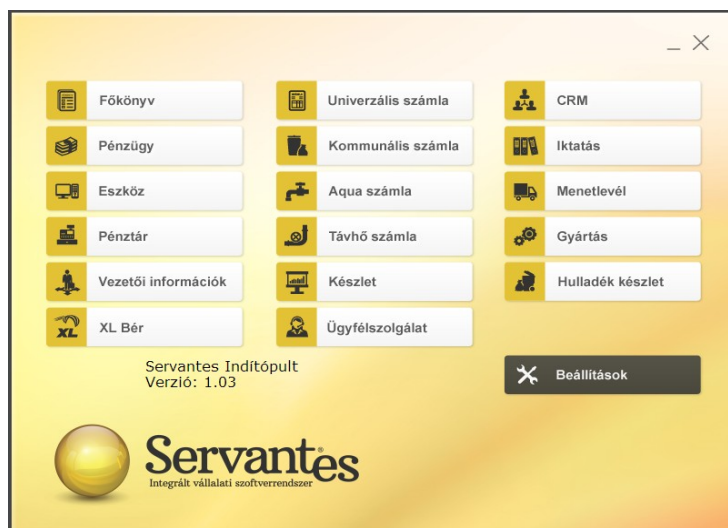 Főkönyv
Pénzügy
Eszköz
Pénztár
Vezetői információk
XL
XL Bér
Univerzális számla
Kommunális számla
Aqua számla
Távhő számla
Készlet
Ügyfélszolgálat
CRM
Iktatás
Menetlevél
Gyártás
Hulladék készlet
Beállítások
Servantes Indítópult
Verzió: 1.03
Servantes®
Integrált vállalati szoftverrendszer